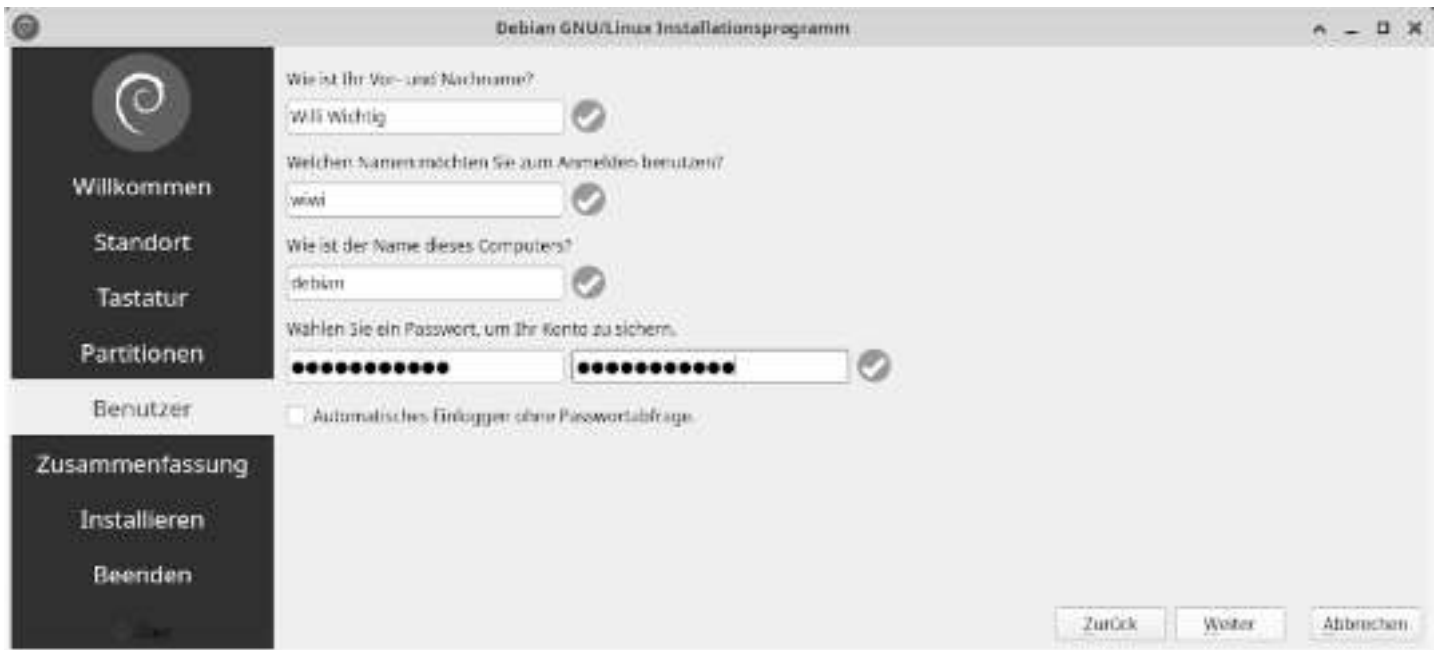 Debian GNU/Linux Installationsprogramm
Willkommen
Standort
Tastatur
Partitionen
Benutzer
Zusammenfassung
Installieren
Beenden
Wie ist Ihr Vor- und Nachname?
Willi Wichtig
Welchen Namen möchten Sie zum Anmelden benutzen?
wiwi
Wie ist der Name dieses Computers?
debian
Wählen Sie ein Passwort, um Ihr Konto zu sichern.
●●●●●●●●●●● ●●●●●●●●●●●
Automatisches Einloggen ohne Passwortabfrage.
Zurück Weiter Abbrechen